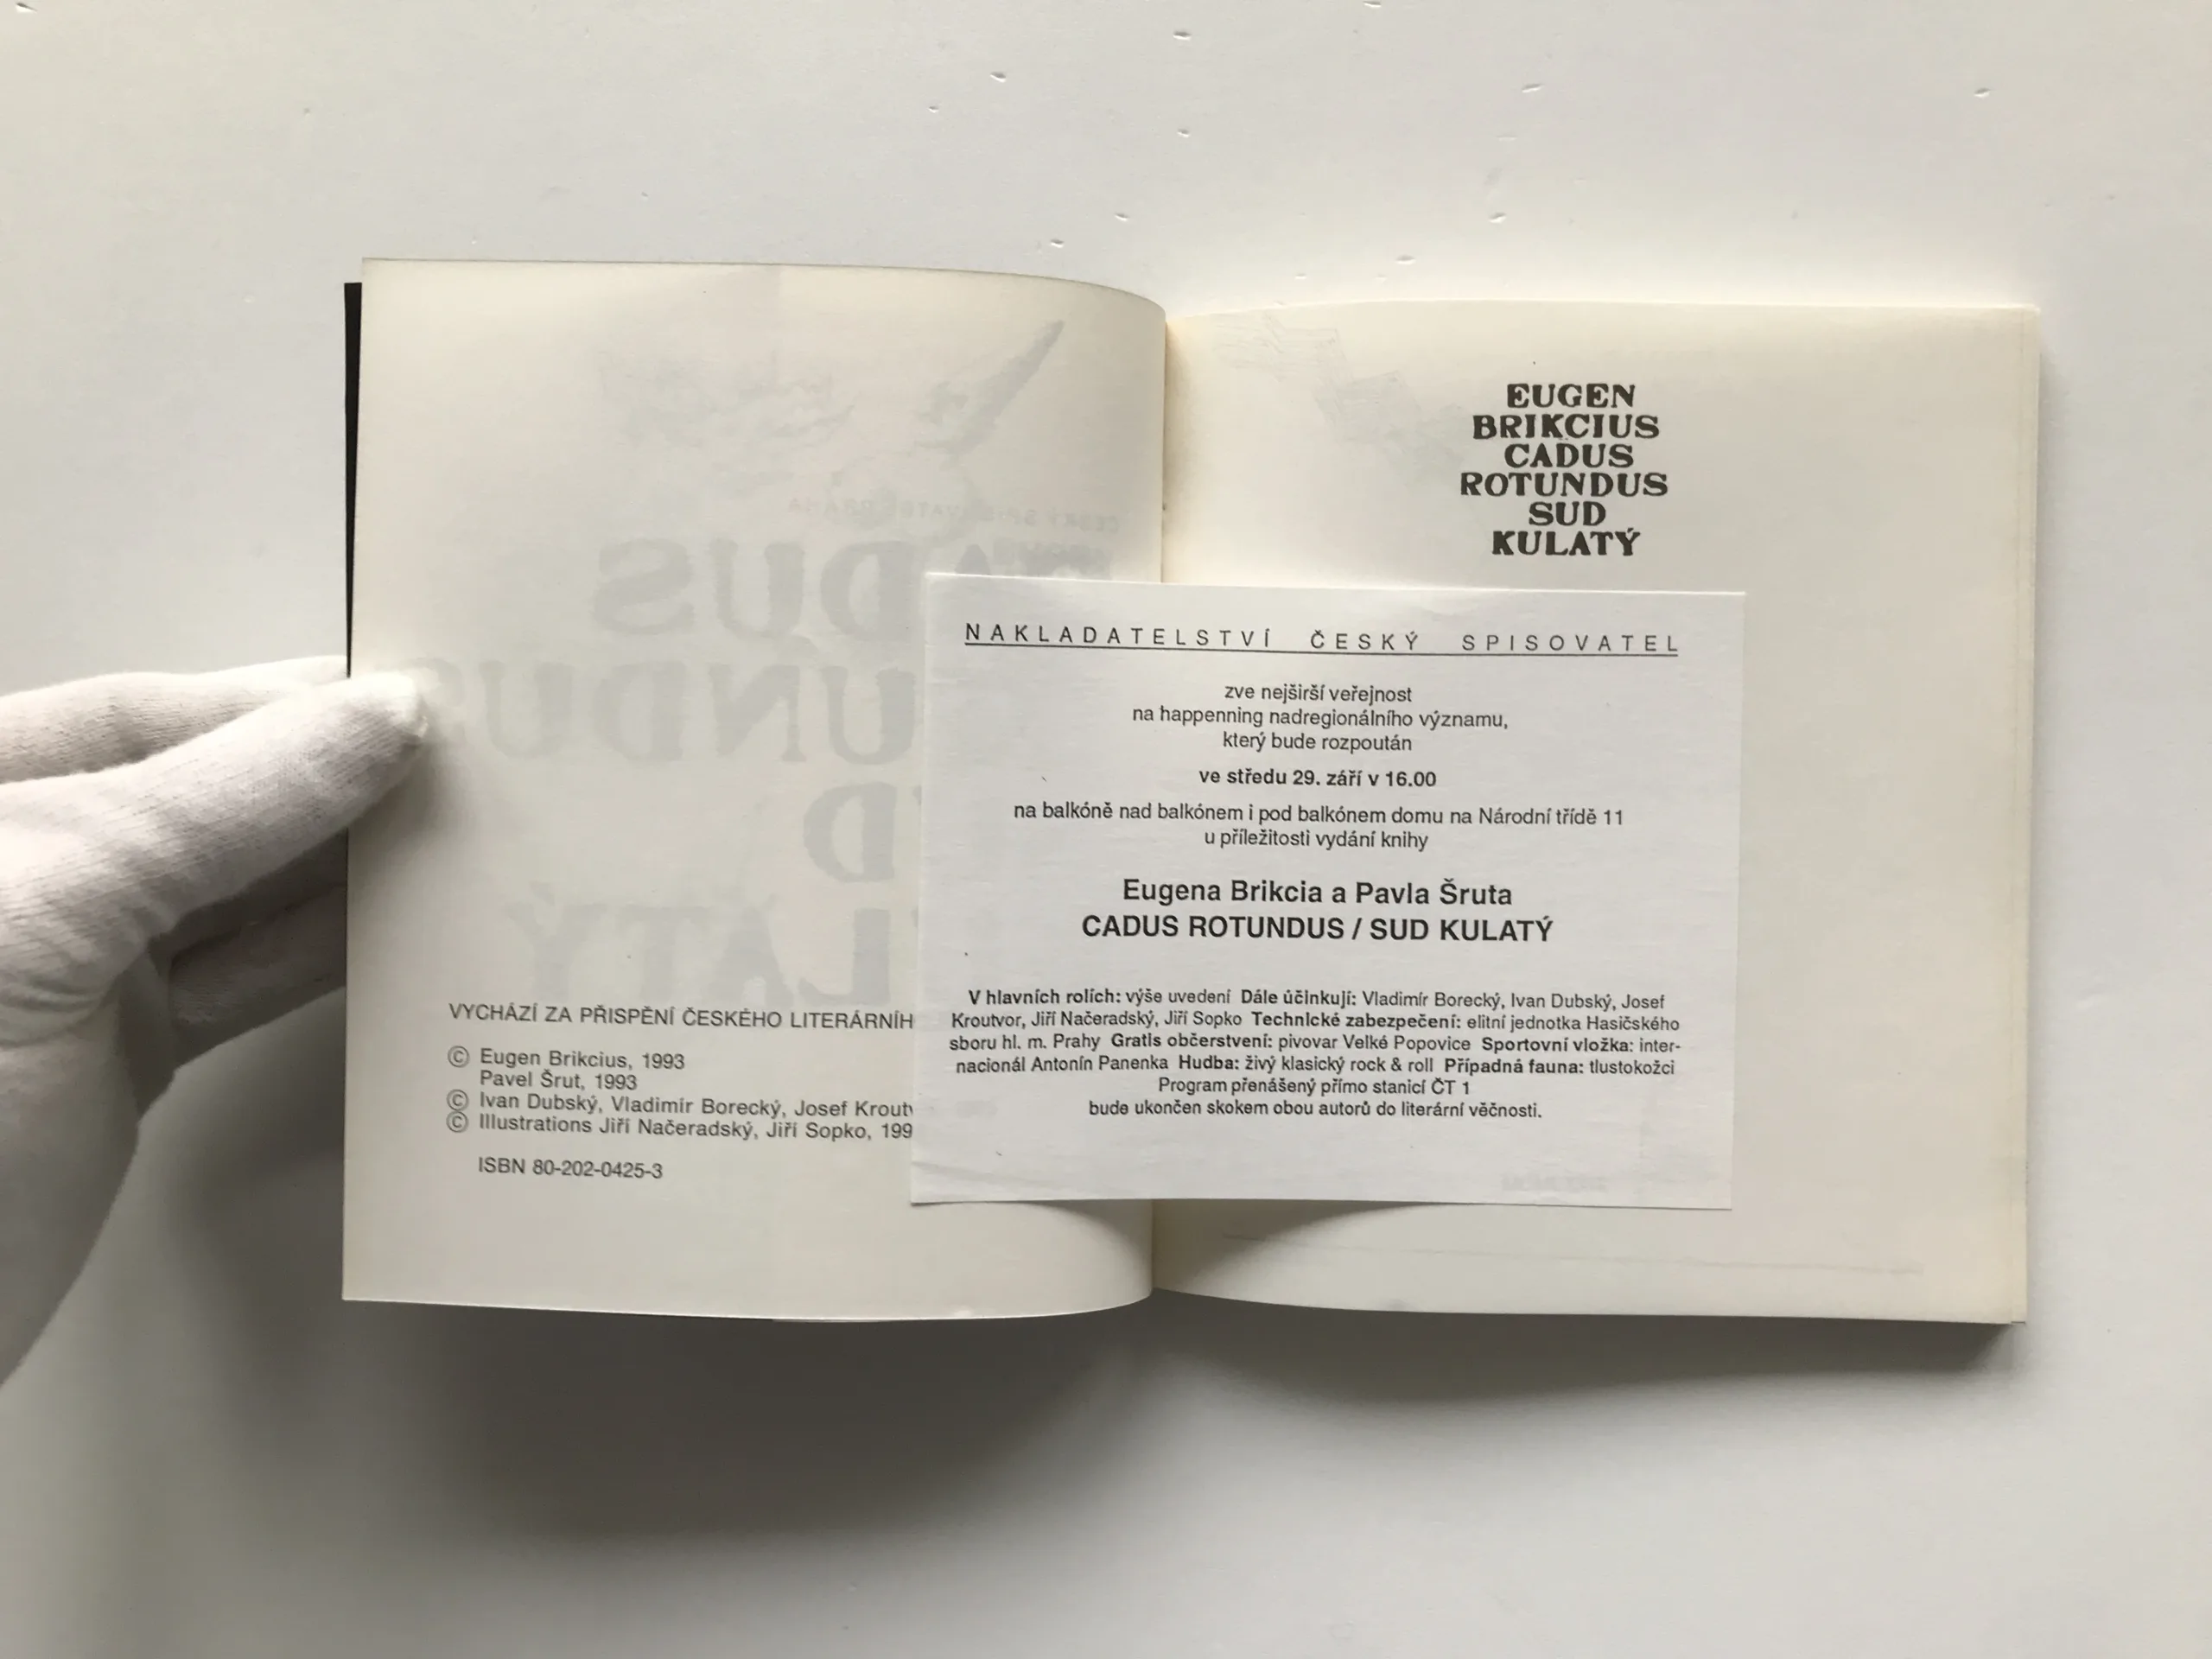 VYCHÁZÍ ZA PŘISPĚNÍ ČESKÉHO LITERÁRNÍH
© Eugen Brikcius, 1993
Pavel Šrut, 1993
© Ivan Dubský, Vladimír Borecký, Josef Krout
© Illustrations Jiří Načeradský, Jiří Sopko, 199
ISBN 80-202-0425-3
EUGEN
BRIKCIUS
CADUS
ROTUNDUS
SUD
KULATÝ
NAKLADATELSTVÍ ČESKÝ SPISOVATEL
zve nejširší veřejnost
na happenning nadregionálního významu,
který bude rozpoután
ve středu 29. září v 16.00
na balkóně nad balkónem i pod balkónem domu na Národní třídě 11
u příležitosti vydání knihy
Eugena Brikcia a Pavla Šruta
CADUS ROTUNDUS / SUD KULATÝ
V hlavních rolích: výše uvedení Dále účinkují: Vladimír Borecký, Ivan Dubský, Josef
Kroutvor, Jiří Načeradský, Jiří Sopko Technické zabezpečení: elitní jednotka Hasičského
sboru hl. m. Prahy Gratis občerstvení: pivovar Velké Popovice Sportovní vložka: inter-
nacionál Antonín Panenka Hudba: živý klasický rock & roll Případná fauna: tlustokožci
Program přenášený přímo stanicí ČT 1
bude ukončen skokem obou autorů do literární věčnosti.